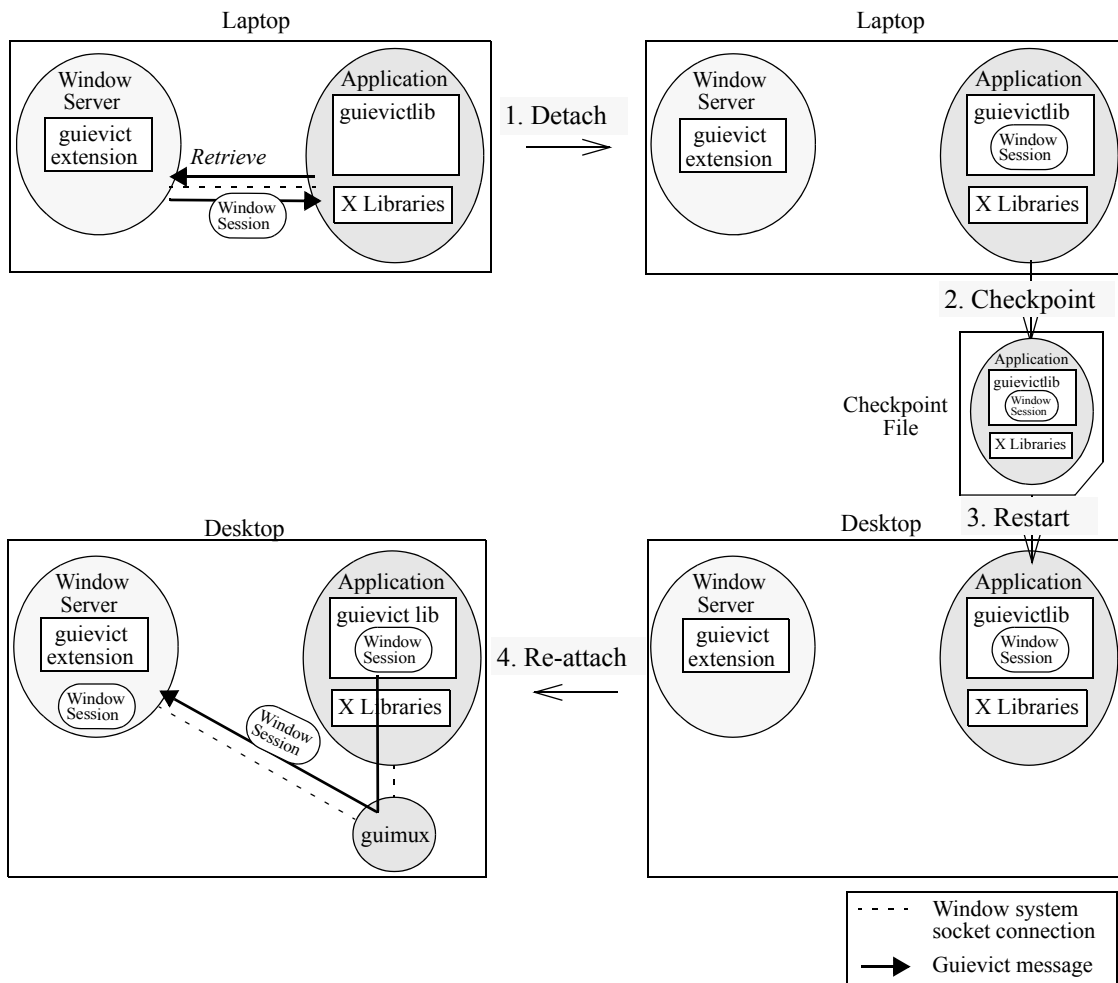 Laptop
Window
Server
guievict
extension
Retrieve
Window
Session
Application
guievictlib
X Libraries
1. Detach
Laptop
Window
Server
guievict
extension
Application
guievictlib
Window
Session
X Libraries
2. Checkpoint
Checkpoint
File
Application
guievictlib
Window
Session
X Libraries
3. Restart
Desktop
Window
Server
guievict
extension
Application
guievictlib
Window
Session
X Libraries
4. Re-attach
Desktop
Window
Server
guievict
extension
Window
Session
Window
Session
Application
guievict lib
Window
Session
X Libraries
guimux
Window system
socket connection
Guievict message